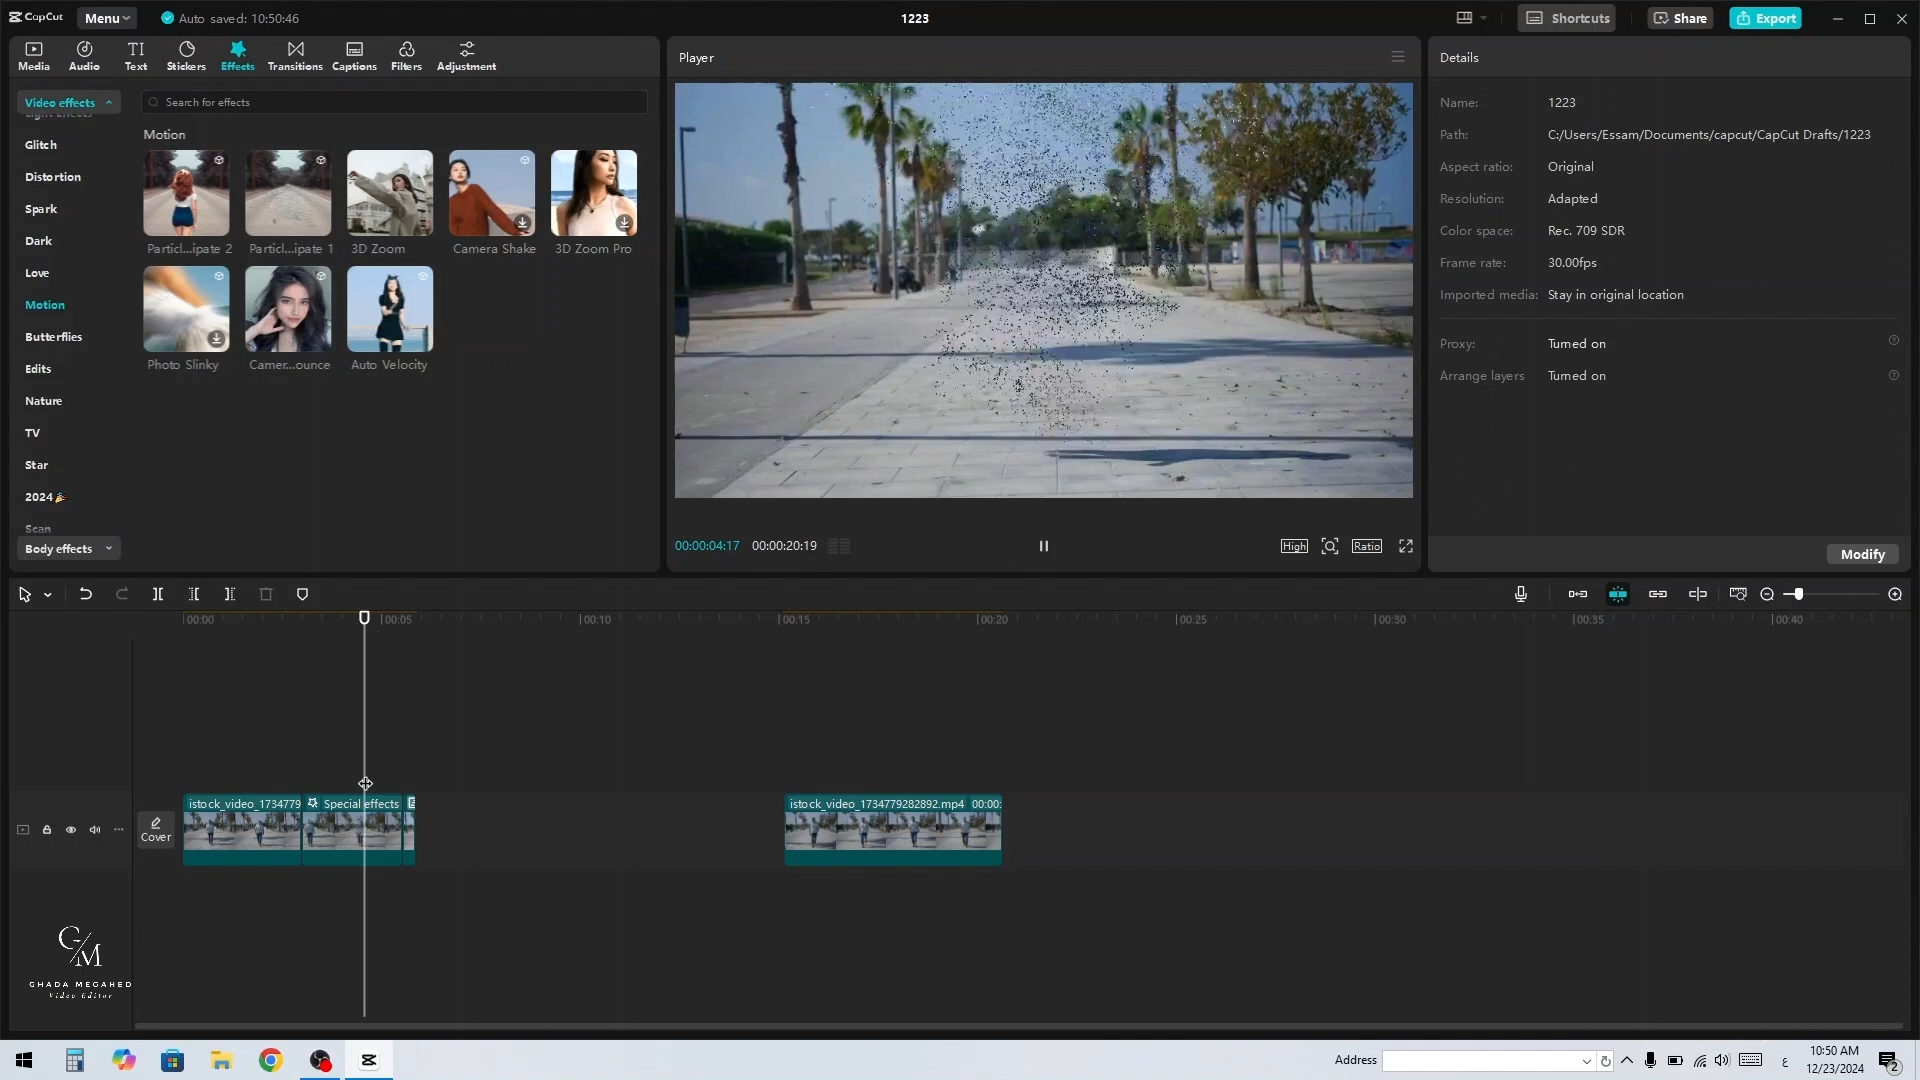 CapCut
Menu
Auto saved: 10:50:46
1223
Shortcuts
Share
Export
Media
Audio
Text
Stickers
Effects
Transitions
Captions
Filters
Adjustment
Video effects
Search for effects
Light Effects
Glitch
Distortion
Spark
Dark
Love
Motion
Butterflies
Edits
Nature
TV
Star
2024
Scan
Body effects
Motion
Particl...ipate 2
Particl...ipate 1
3D Zoom
Camera Shake
3D Zoom Pro
Photo Slinky
Camer...ounce
Auto Velocity
Player
00:00:04:17
00:00:20:19
High
Ratio
Details
Name: 1223
Path: C:/Users/Essam/Documents/capcut/CapCut Drafts/1223
Aspect ratio: Original
Resolution: Adapted
Color space: Rec. 709 SDR
Frame rate: 30.00fps
Imported media: Stay in original location
Proxy: Turned on
Arrange layers Turned on
Modify
00:00
00:05
00:10
00:15
00:20
00:25
00:30
00:35
00:40
Cover
istock_video_1734779
Special effects
istock_video_1734779282892.mp4 00:00:
G/M
GHADA MEGAHED
Video Editor
Address
ع
10:50 AM
12/23/2024
2